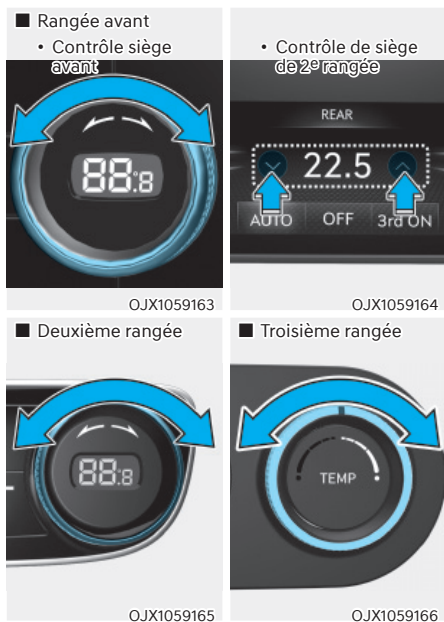 ■ Rangée avant
• Contrôle siège
avant
88.8
OJX1059163
• Contrôle de siège
de 2e rangée
REAR
22.5
AUTO OFF 3rd ON
OJX1059164
■ Deuxième rangée
88.8
OJX1059165
■ Troisième rangée
TEMP
OJX1059166